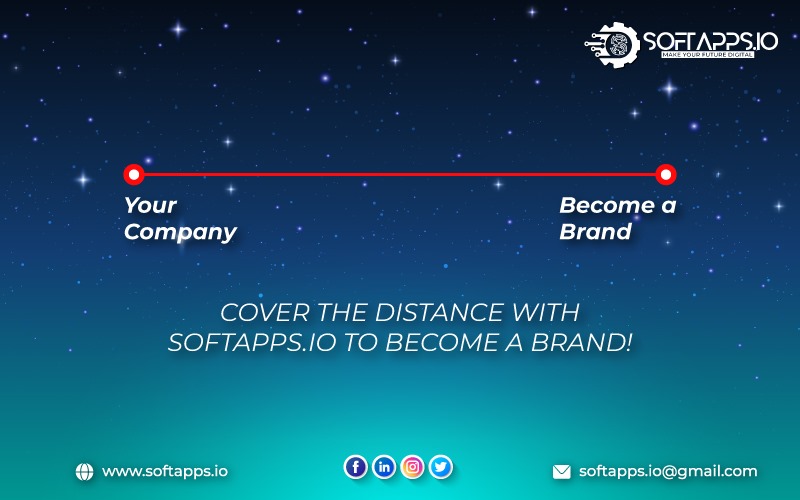 SOFTAPPS.IO
MAKE YOUR FUTURE DIGITAL
Your
Company
Become a
Brand
COVER THE DISTANCE WITH
SOFTAPPS.IO TO BECOME A BRAND!
www.softapps.io
softapps.io@gmail.com